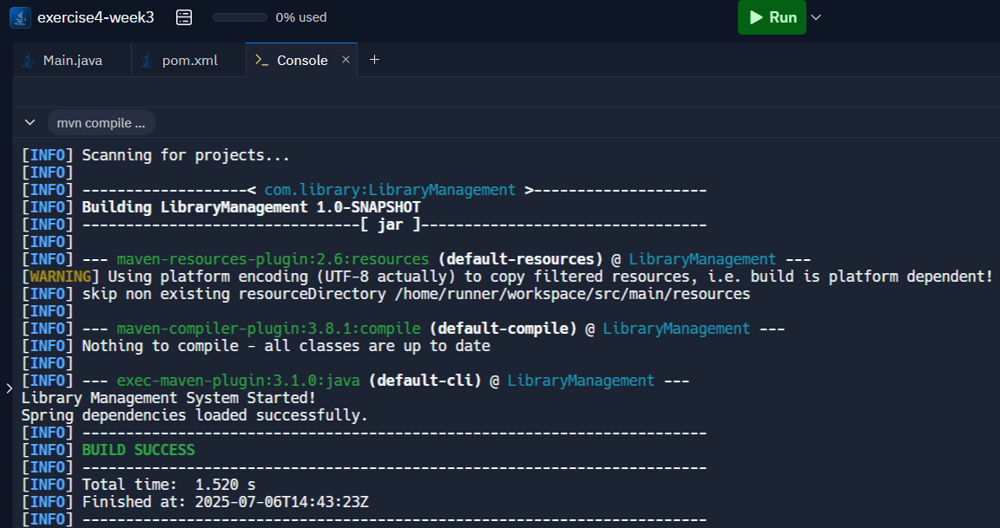 exercise4-week3 0% used Run
Main.java pom.xml Console
mvn compile ...
[INFO] Scanning for projects...
[INFO]
[INFO] -------------------< com.library:LibraryManagement >--------------------
[INFO] Building LibraryManagement 1.0-SNAPSHOT
[INFO] --------------------------------[ jar ]---------------------------------
[INFO]
[INFO] --- maven-resources-plugin:2.6:resources (default-resources) @ LibraryManagement ---
[WARNING] Using platform encoding (UTF-8 actually) to copy filtered resources, i.e. build is platform dependent!
[INFO] skip non existing resourceDirectory /home/runner/workspace/src/main/resources
[INFO]
[INFO] --- maven-compiler-plugin:3.8.1:compile (default-compile) @ LibraryManagement ---
[INFO] Nothing to compile - all classes are up to date
[INFO]
[INFO] --- exec-maven-plugin:3.1.0:java (default-cli) @ LibraryManagement ---
Library Management System Started!
Spring dependencies loaded successfully.
[INFO] ------------------------------------------------------------------------
[INFO] BUILD SUCCESS
[INFO] ------------------------------------------------------------------------
[INFO] Total time:  1.520 s
[INFO] Finished at: 2025-07-06T14:43:23Z
[INFO] ------------------------------------------------------------------------